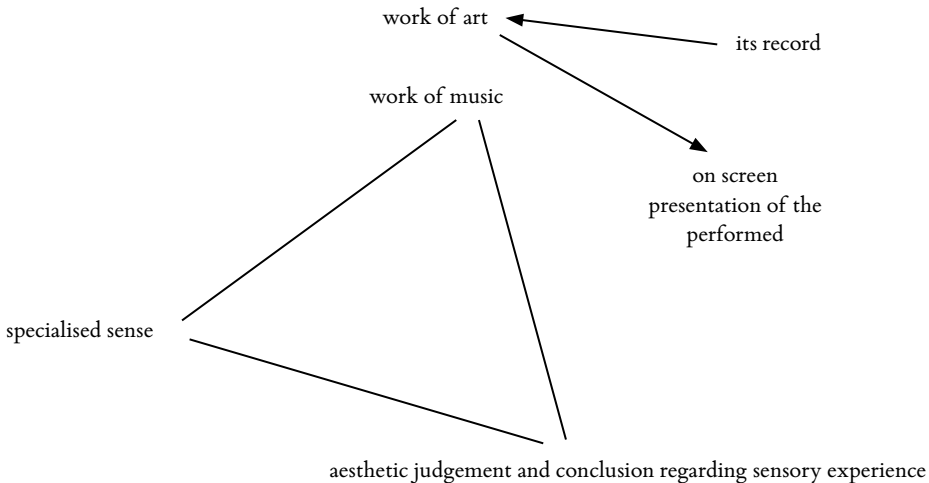 work of art
its record
work of music
on screen
presentation of the
performed
specialised sense
aesthetic judgement and conclusion regarding sensory experience